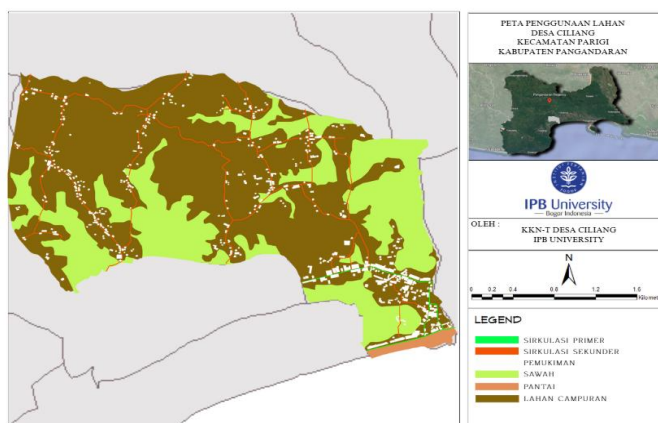 PETA PENGGUNAAN LAHAN
DESA CILIANG
KECAMATAN PARIGI
KABUPATEN PANGANDARAN
IPB University
Bogor Indonesia
OLEH :
KKN-T DESA CILIANG
IPB UNIVERSITY
N
0 0.2 0.4 0.8 1.2 1.6
Kilomet
LEGEND
SIRKULASI PRIMER
SIRKULASI SEKUNDER
PEMUKIMAN
SAWAH
PANTAI
LAHAN CAMPURAN